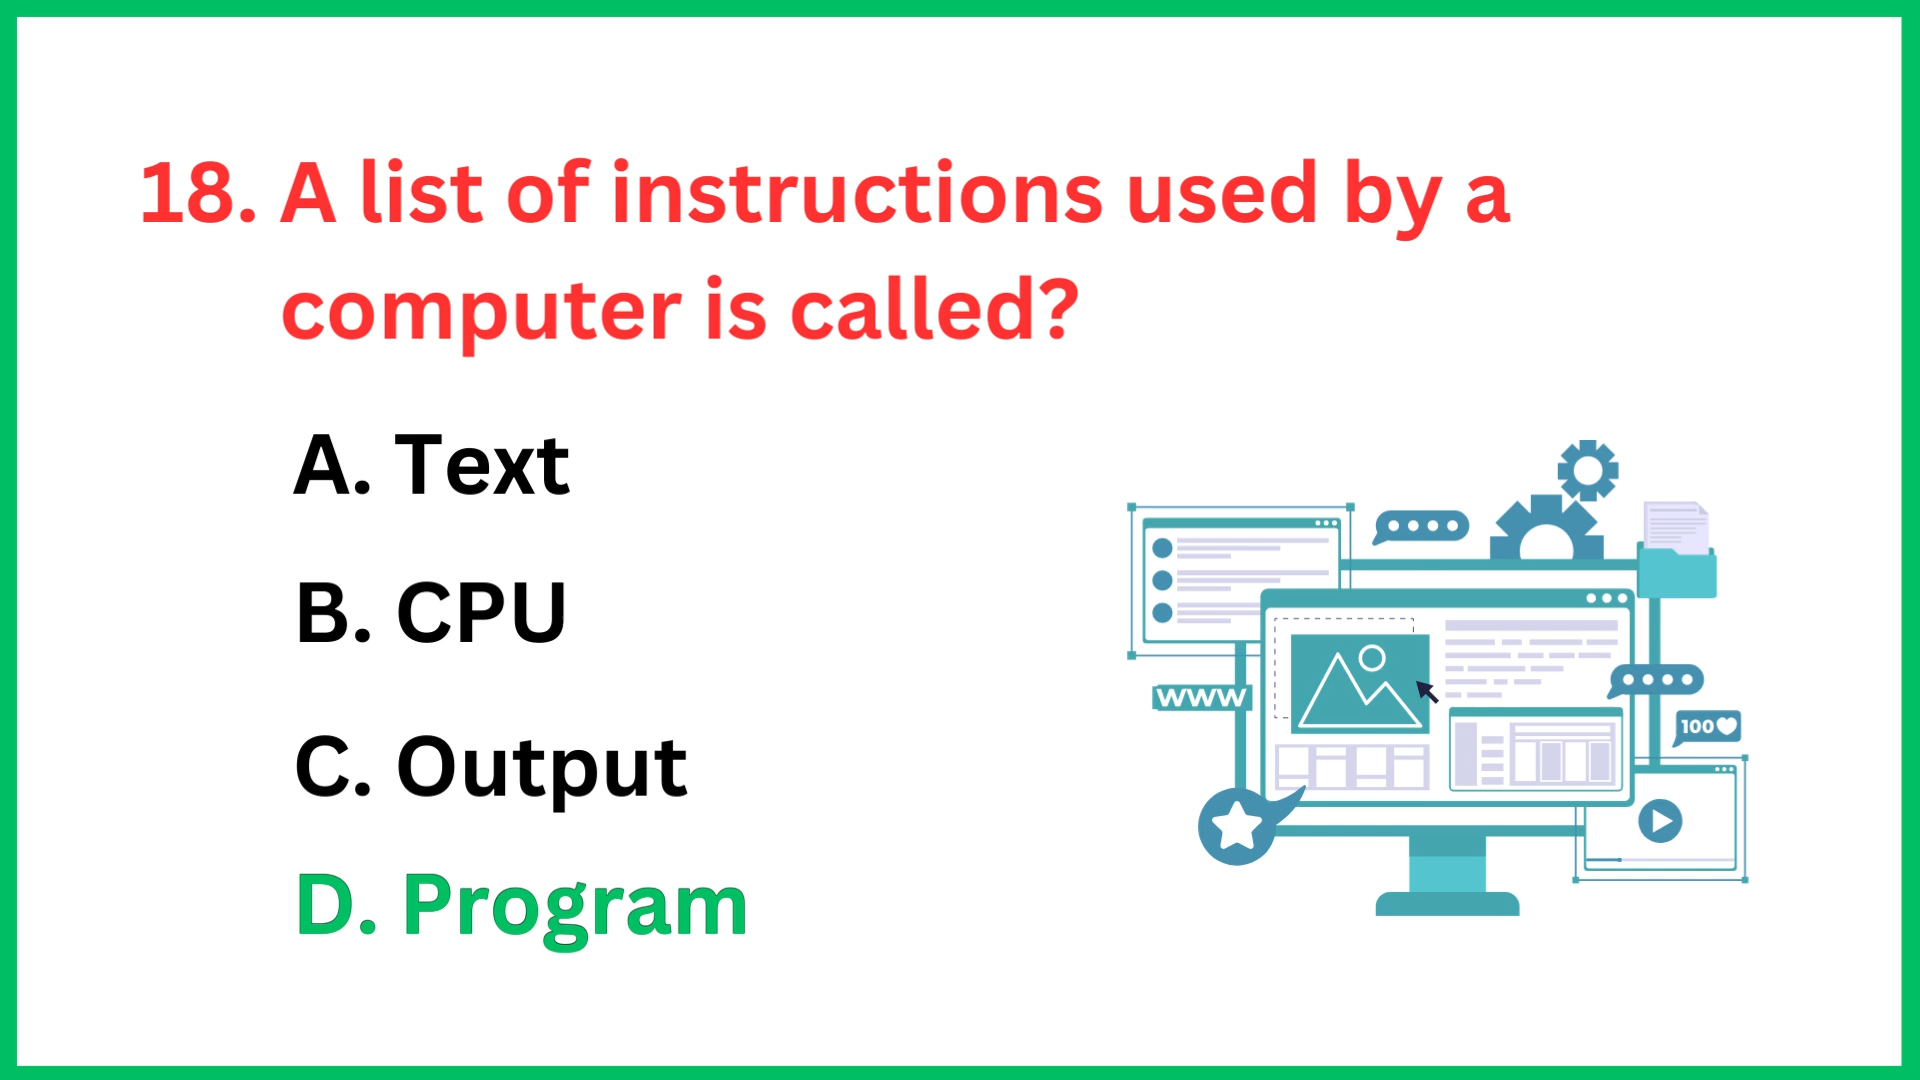 18. A list of instructions used by a
computer is called?
A. Text
B. CPU
C. Output
D. Program
WWW
100